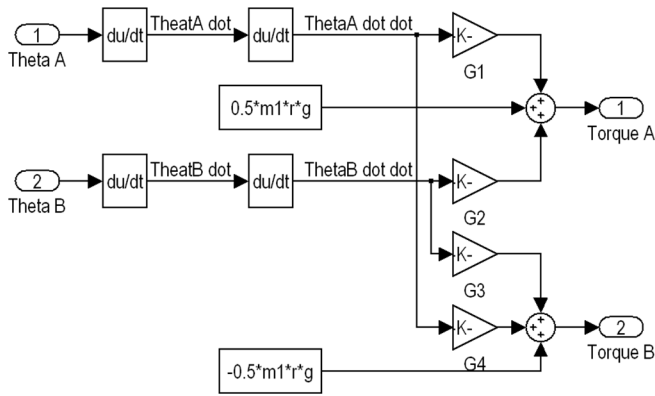 1
Theta A
du/dt
TheatA dot
du/dt
ThetaA dot dot
-K-
G1
0.5*m1*r*g
+
+
+
1
Torque A
2
Theta B
du/dt
TheatB dot
du/dt
ThetaB dot dot
-K-
G2
-K-
G3
-K-
G4
+
+
+
2
Torque B
-0.5*m1*r*g